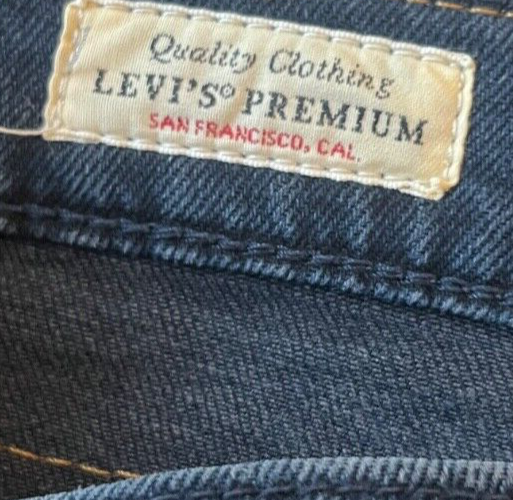 Quality Clothing
LEVI'S® PREMIUM
SAN FRANCISCO, CAL.